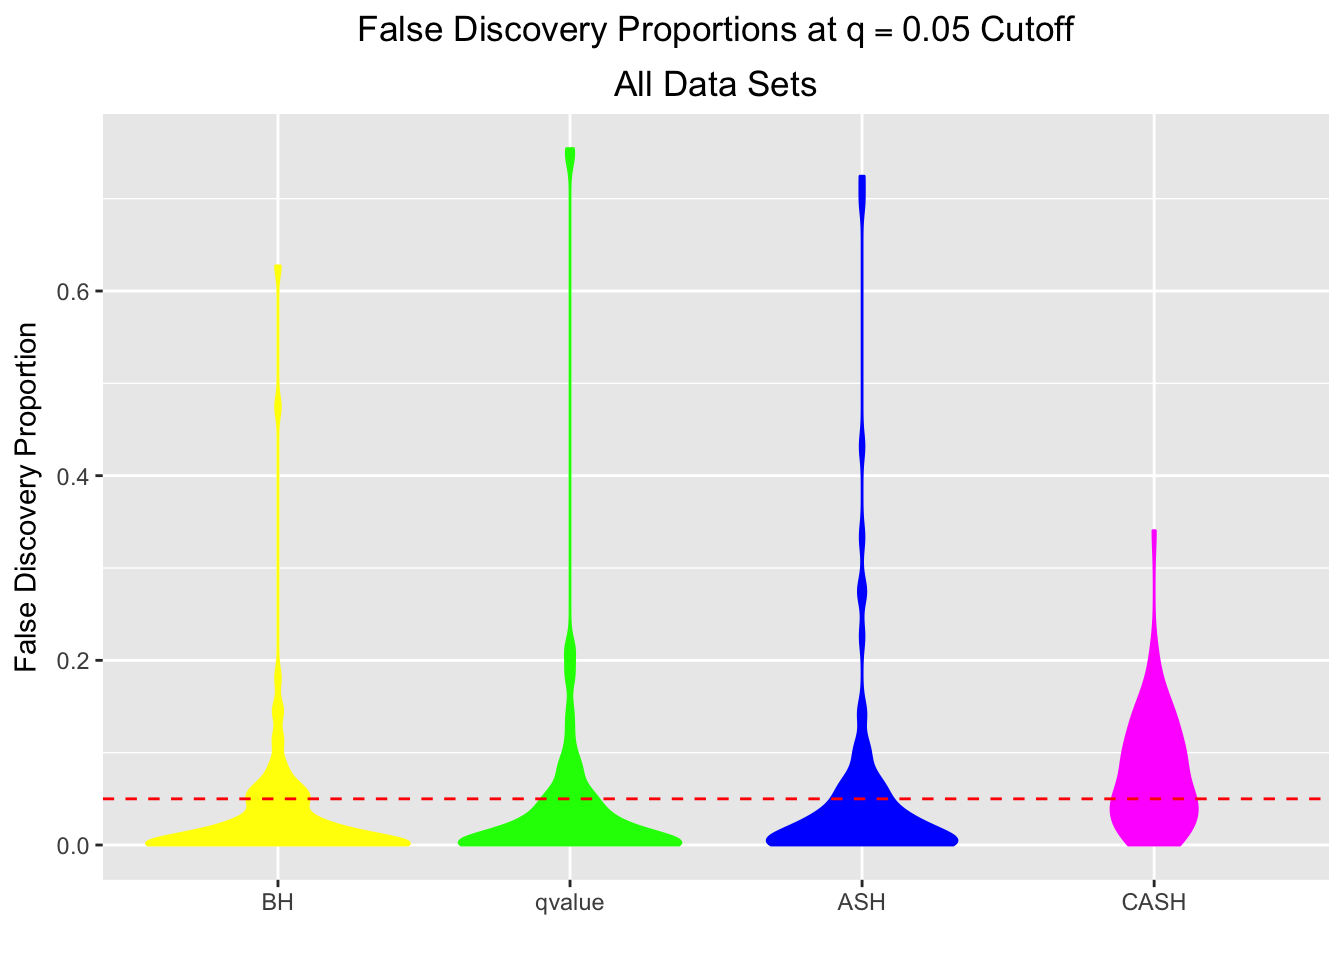 False Discovery Proportions at q = 0.05 Cutoff
All Data Sets
False Discovery Proportion
0.6
0.4
0.2
0.0
BH
qvalue
ASH
CASH